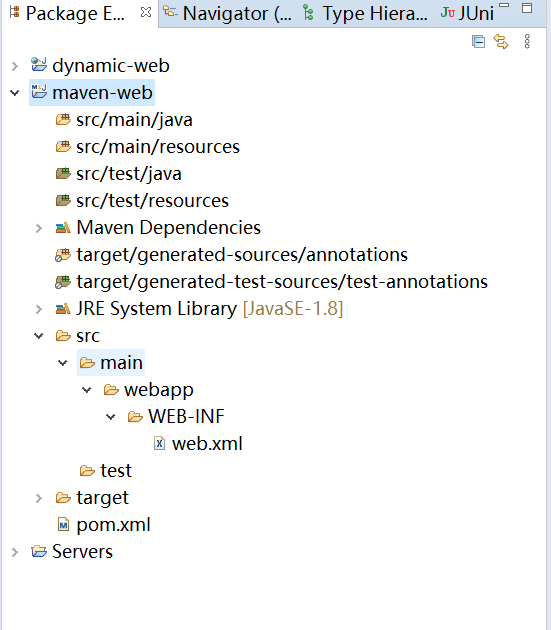 Package E... Navigator (... Type Hiera... JUni
dynamic-web
maven-web
src/main/java
src/main/resources
src/test/java
src/test/resources
Maven Dependencies
target/generated-sources/annotations
target/generated-test-sources/test-annotations
JRE System Library [JavaSE-1.8]
src
main
webapp
WEB-INF
web.xml
test
target
pom.xml
Servers